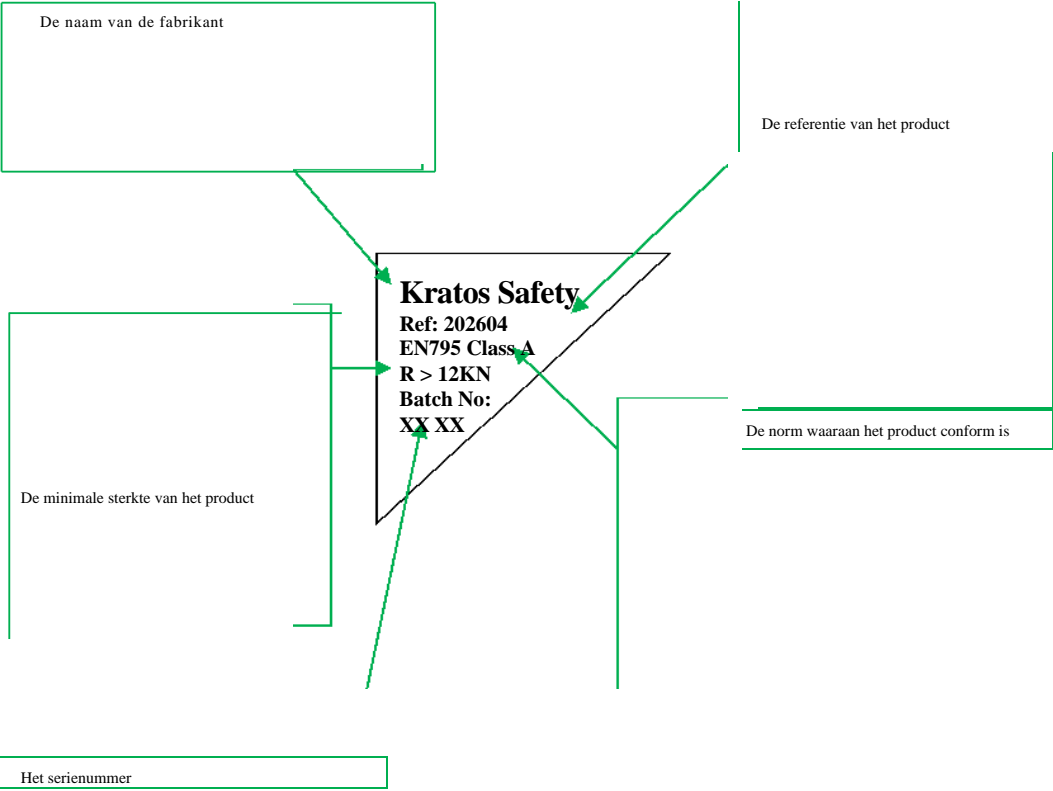 De naam van de fabrikant
De referentie van het product
Kratos Safety
Ref: 202604
EN795 Class A
R > 12KN
Batch No:
XX XX
De norm waaraan het product conform is
De minimale sterkte van het product
Het serienummer